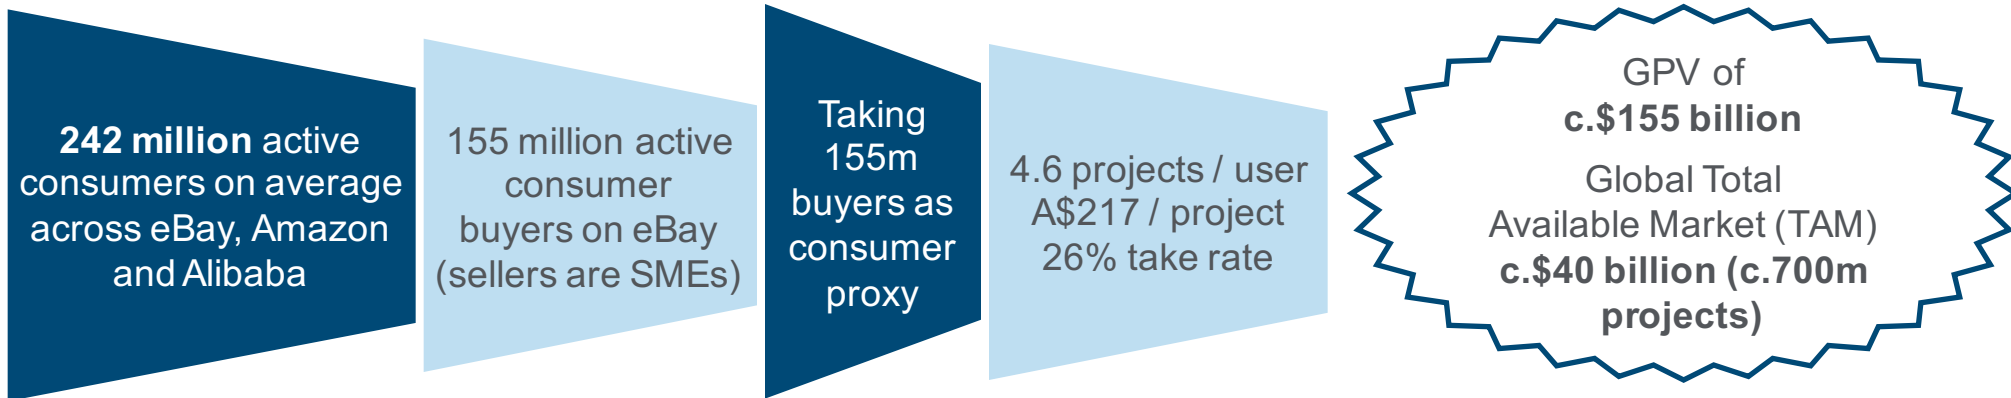 242 million active
consumers on average
across eBay, Amazon
and Alibaba
155 million active
consumer
buyers on eBay
(sellers are SMEs)
Taking
155m
buyers as
consumer
proxy
4.6 projects / user
A$217 / project
26% take rate
GPV of
c.$155 billion
Global Total
Available Market (TAM)
c.$40 billion (c.700m
projects)